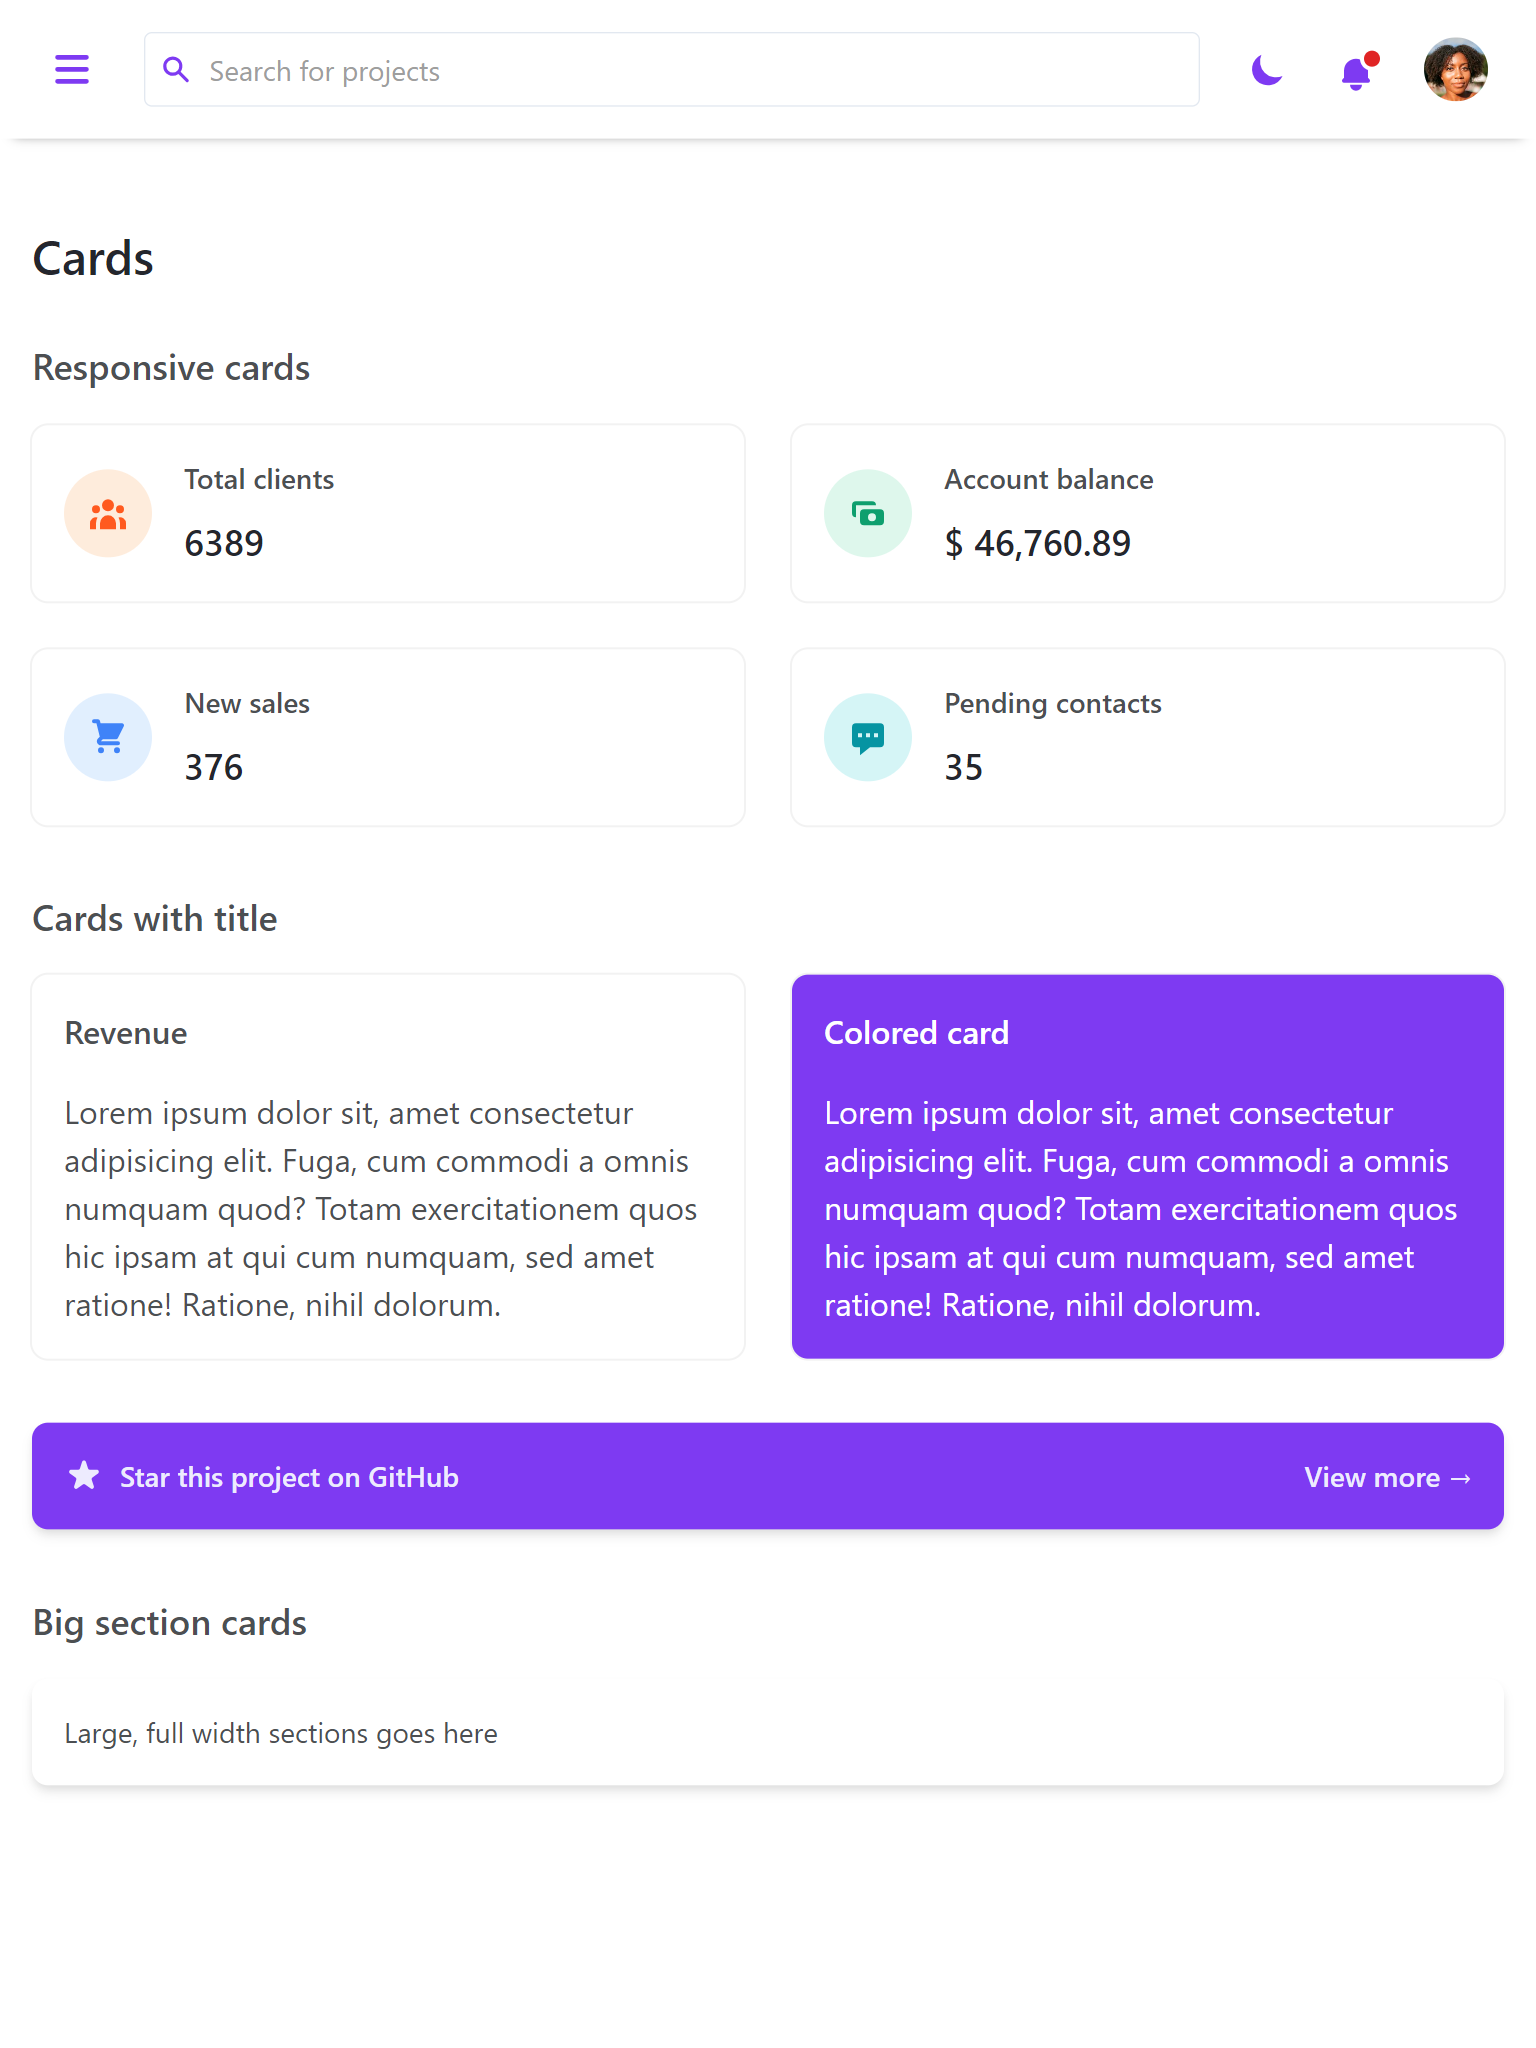 Search for projects
Cards
Responsive cards
Total clients
6389
Account balance
$ 46,760.89
New sales
376
Pending contacts
35
Cards with title
Revenue
Lorem ipsum dolor sit, amet consectetur
adipisicing elit. Fuga, cum commodi a omnis
numquam quod? Totam exercitationem quos
hic ipsam at qui cum numquam, sed amet
ratione! Ratione, nihil dolorum.
Colored card
Lorem ipsum dolor sit, amet consectetur
adipisicing elit. Fuga, cum commodi a omnis
numquam quod? Totam exercitationem quos
hic ipsam at qui cum numquam, sed amet
ratione! Ratione, nihil dolorum.
Star this project on GitHub
View more →
Big section cards
Large, full width sections goes here